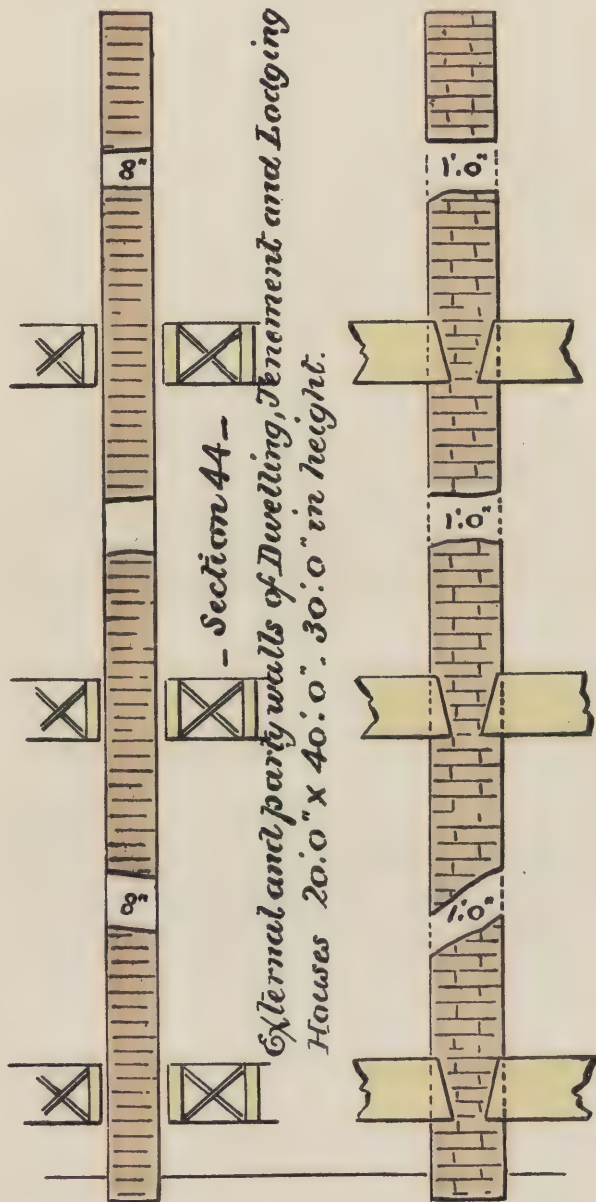 - Section 44 -
External and party walls of Dwelling, Tenement and Lodging
Houses 20'.0" x 40'.0". 30'.0" in height.
8"
8"
1'.0"
1'.0"
1'.0"